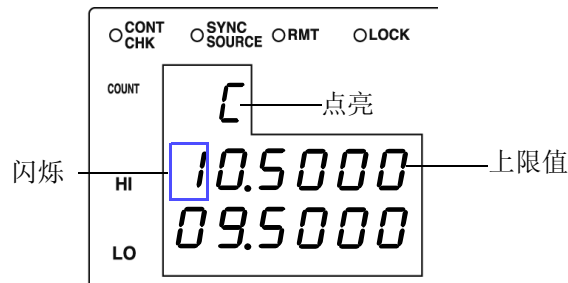 CONT CHK SYNC SOURCE RMT LOCK
COUNT C 点亮
闪烁 HI 10.5000 上限值
LO 09.5000